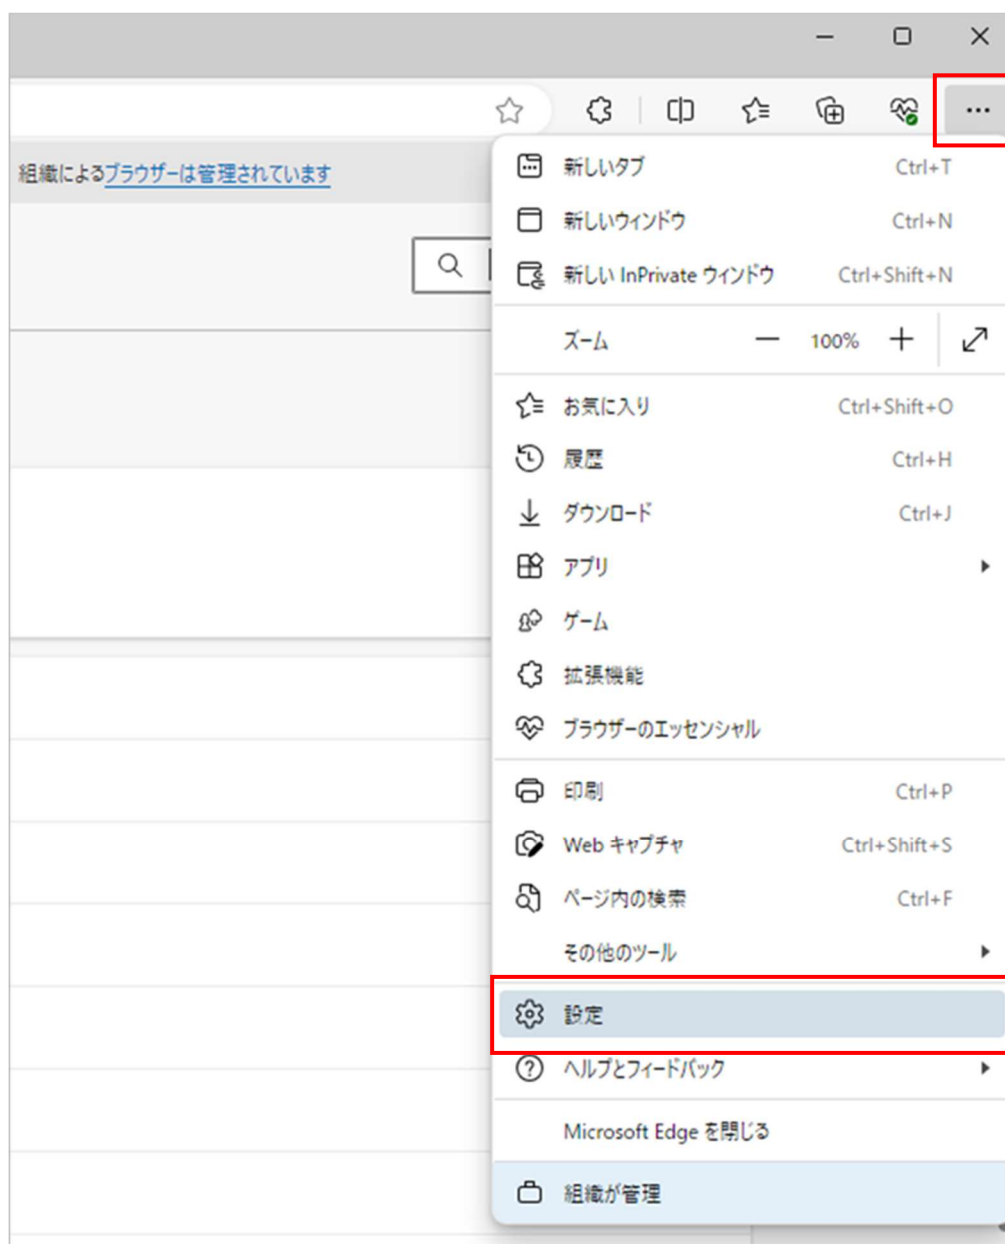 組織によるブラウザーは管理されています
新しいタブ Ctrl+T
新しいウィンドウ Ctrl+N
新しい InPrivate ウィンドウ Ctrl+Shift+N
ズーム 100%
お気に入り Ctrl+Shift+O
履歴 Ctrl+H
ダウンロード Ctrl+J
アプリ
ゲーム
拡張機能
ブラウザーのエッセンシャル
印刷 Ctrl+P
Web キャプチャ Ctrl+Shift+S
ページ内の検索 Ctrl+F
その他のツール
設定
ヘルプとフィードバック
Microsoft Edge を閉じる
組織が管理